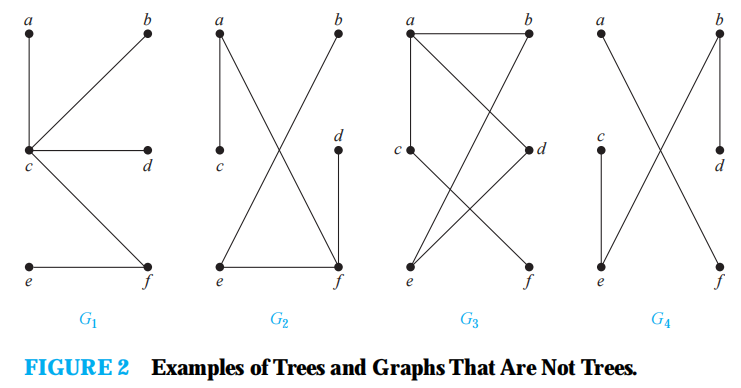 a b a b a b a b
c d c d c d c d
e f e f e f e f
G1 G2 G3 G4
FIGURE 2 Examples of Trees and Graphs That Are Not Trees.